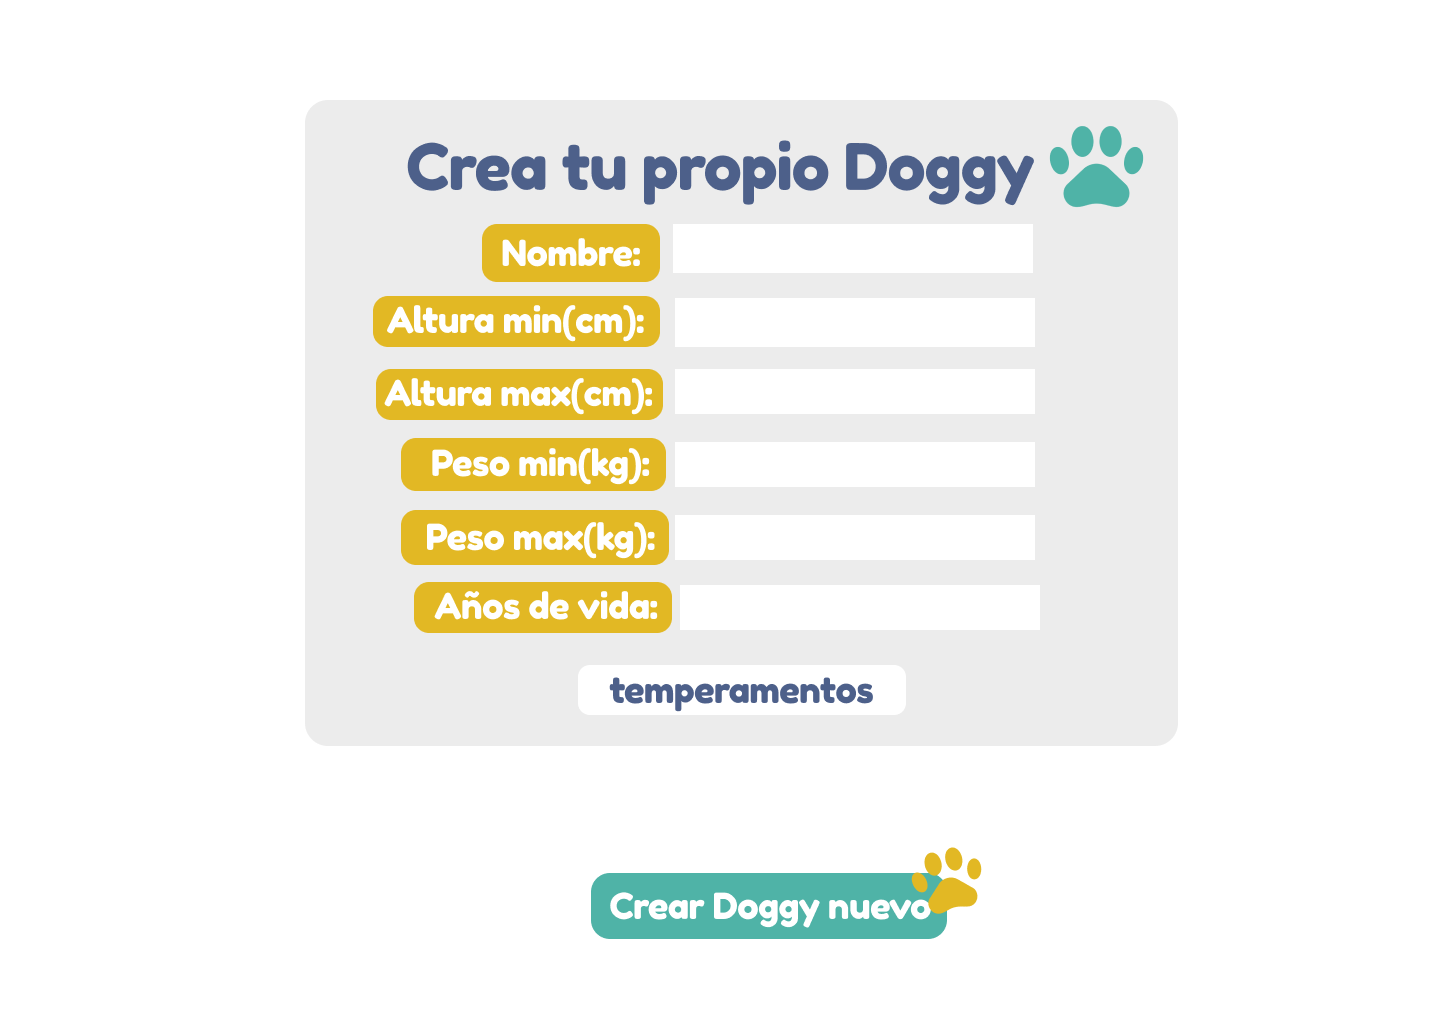 Crea tu propio Doggy
Nombre:
Altura min(cm):
Altura max(cm):
Peso min(kg):
Peso max(kg):
Años de vida:
temperamentos
Crear Doggy nuevo